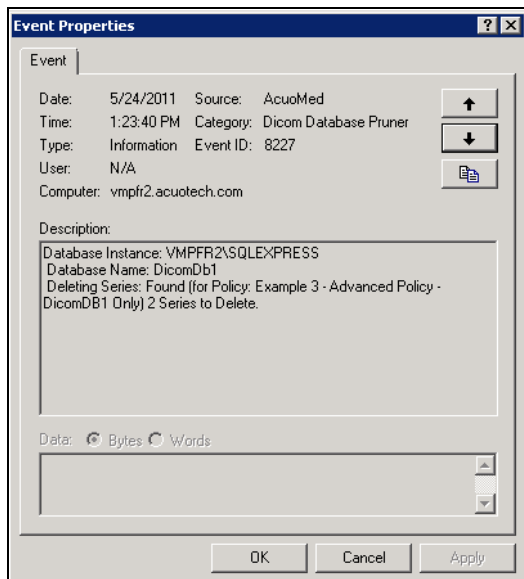 Event Properties
Event
Date: 5/24/2011 Source: AcuoMed
Time: 1:23:40 PM Category: Dicom Database Pruner
Type: Information Event ID: 8227
User: N/A
Computer: vmpfr2.acuotech.com
Description:
Database Instance: VMPFR2\SQLEXPRESS
Database Name: DicomDb1
Deleting Series: Found (for Policy: Example 3 - Advanced Policy -
DicomDB1 Only) 2 Series to Delete.
Data: Bytes Words
OK Cancel Apply